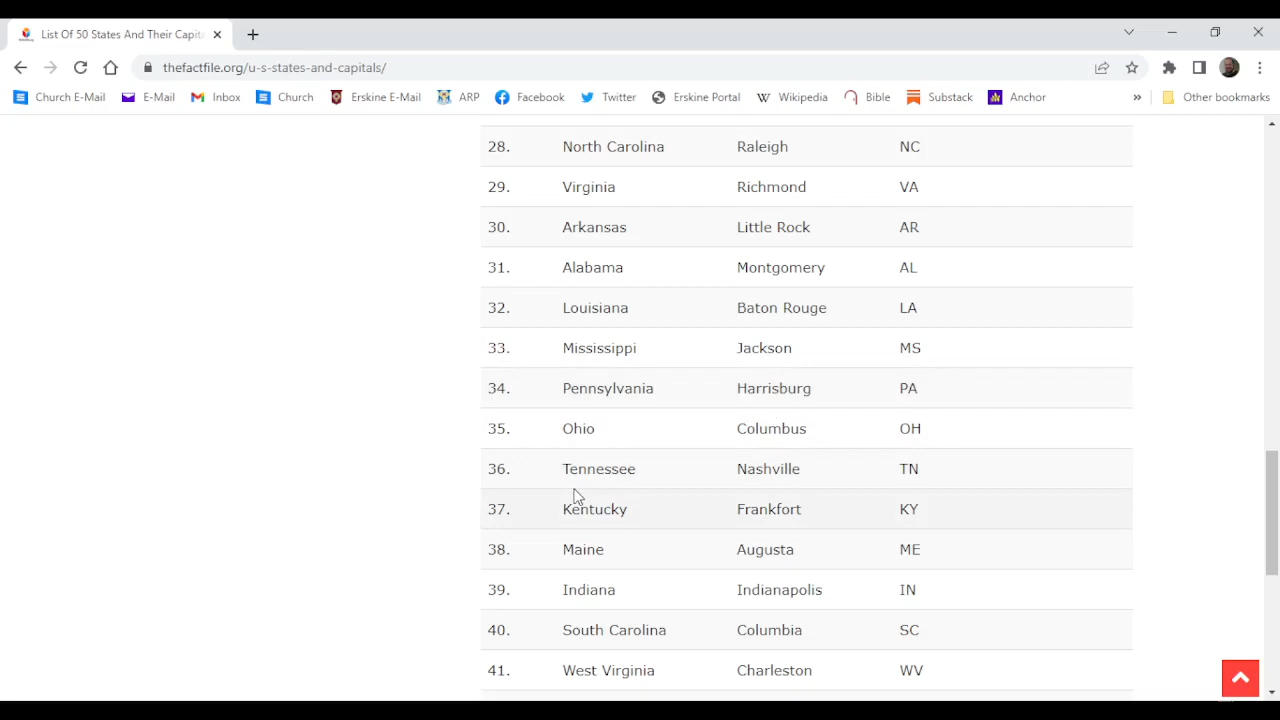 List Of 50 States And Their Capita
thefactfile.org/u-s-states-and-capitals/
Church E-Mail E-Mail Inbox Church Erskine E-Mail ARP Facebook Twitter Erskine Portal Wikipedia Bible Substack Anchor » Other bookmarks
28. North Carolina Raleigh NC
29. Virginia Richmond VA
30. Arkansas Little Rock AR
31. Alabama Montgomery AL
32. Louisiana Baton Rouge LA
33. Mississippi Jackson MS
34. Pennsylvania Harrisburg PA
35. Ohio Columbus OH
36. Tennessee Nashville TN
37. Kentucky Frankfort KY
38. Maine Augusta ME
39. Indiana Indianapolis IN
40. South Carolina Columbia SC
41. West Virginia Charleston WV